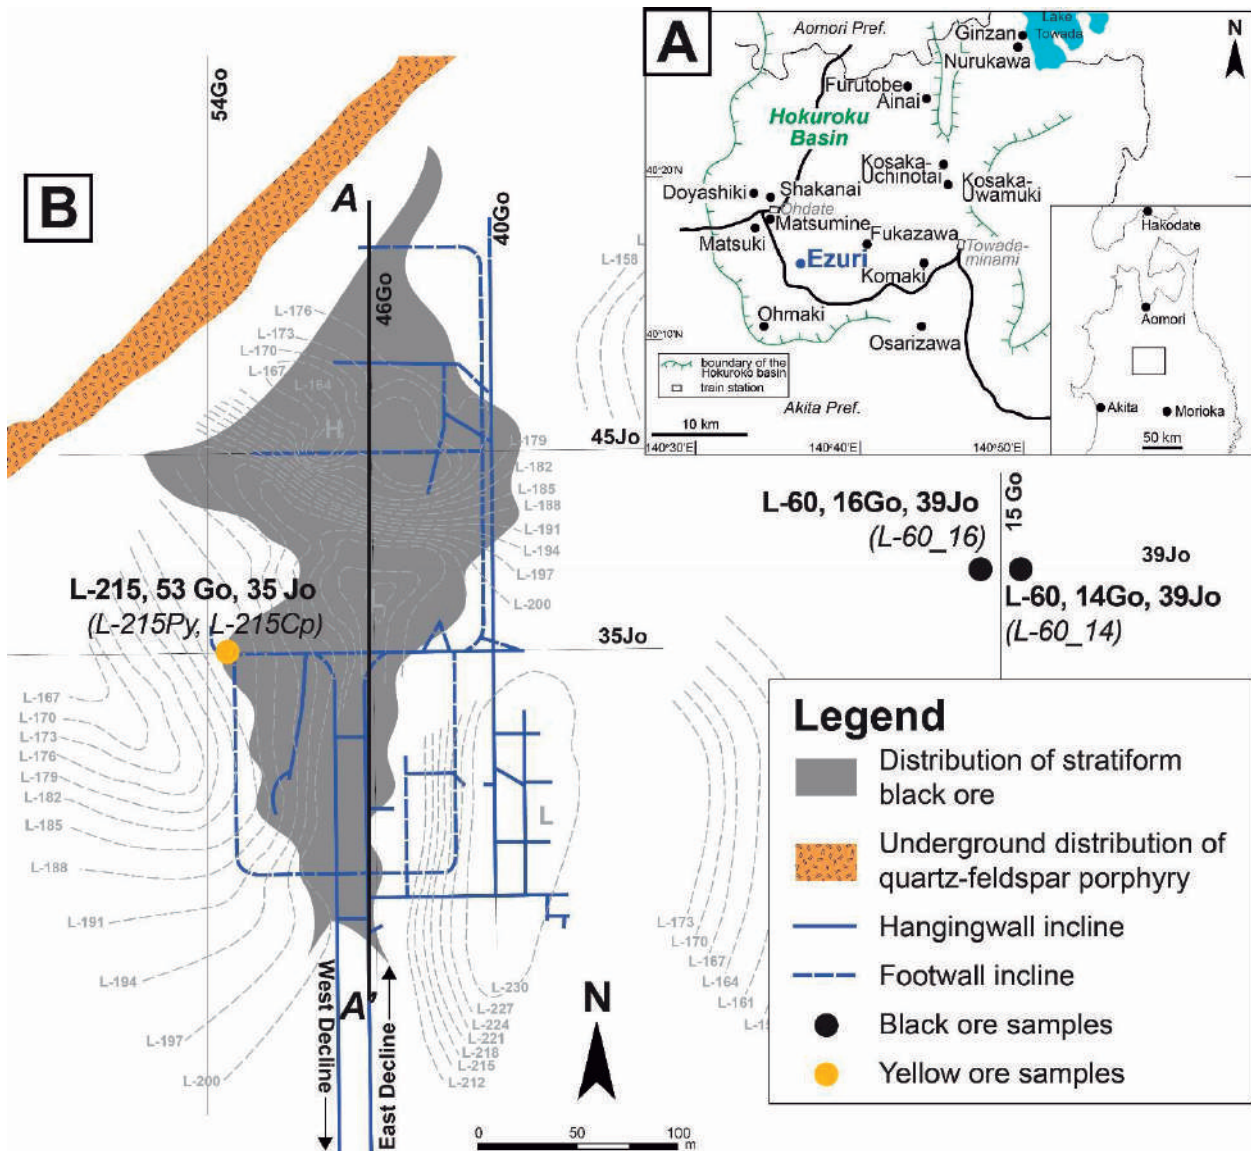 A
Aomori Pref.
Ginzan
Lake
Towada
Nurukawa
N
Furutobe
Ainai
Hokuroku
Basin
40°20'N
Kosaka-
Uchinotai
Kosaka-
Uwamuki
Doyashiki
Shakanai
Ohdate
Matsumine
Matsuki
Fukazawa
Towada-
minami
Ezuri
Komaki
Ohmaki
40°10'N
Osarizawa
boundary of the
Hokuroko basin
train station
Akita Pref.
10 km
140°30'E
140°40'E
140°50'E
Hakodate
Aomori
Akita
Morioka
50 km
B
54Go
A
46Go
40Go
L-158
L-176
L-173
L-170
L-167
L-164
H
45Jo
L-179
L-182
L-185
L-188
L-191
L-194
L-197
L-200
L-215, 53 Go, 35 Jo
(L-215Py, L-215Cp)
35Jo
L-60, 16Go, 39Jo
(L-60_16)
15 Go
39Jo
L-60, 14Go, 39Jo
(L-60_14)
L-167
L-170
L-173
L-176
L-179
L-182
L-185
L-188
L-191
L-194
L-197
L-200
L
L-230
L-227
L-224
L-221
L-218
L-215
L-212
L-173
L-170
L-167
L-164
L-161
West Decline
A'
East Decline
N
0 50 100
m
Legend
Distribution of stratiform
black ore
Underground distribution of
quartz-feldspar porphyry
Hangingwall incline
Footwall incline
Black ore samples
Yellow ore samples